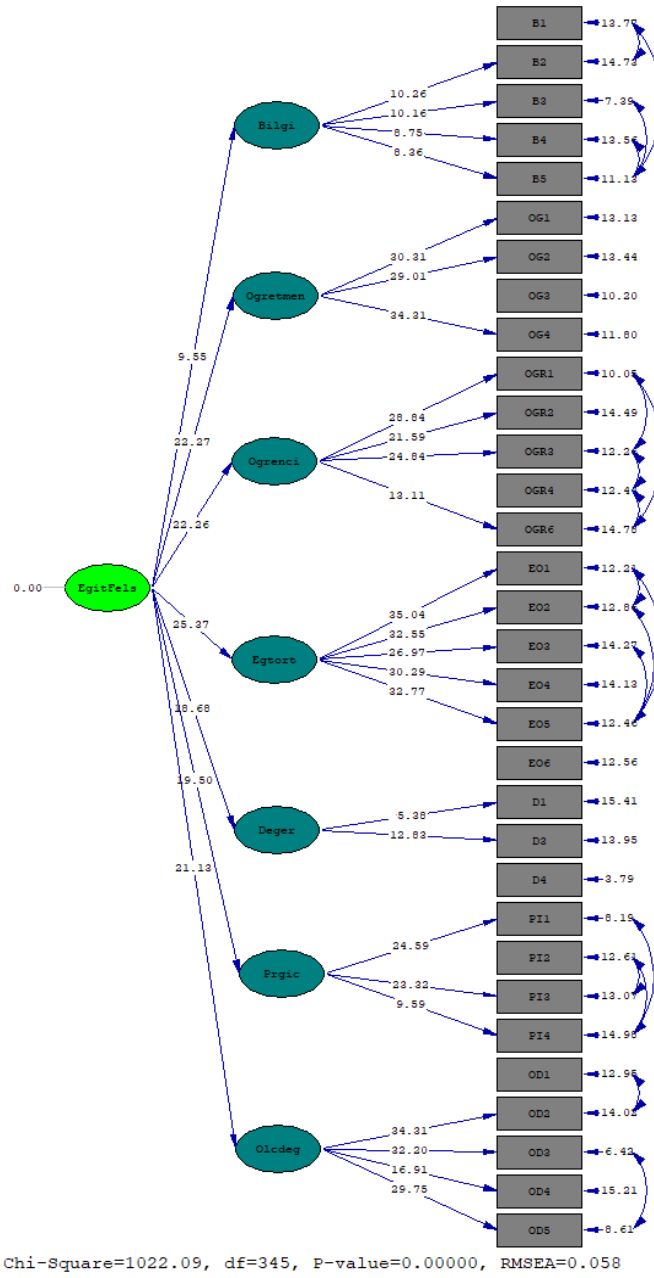 B1 13.77
B2 14.73
10.26
B3 7.39
10.16
Bilgi
8.75
B4 13.56
8.36
B5 11.13
OG1 13.13
30.31
OG2 13.44
29.01
Ogretmen
OG3 10.20
34.31
OG4 11.80
9.55
OGR1 10.05
28.84
OGR2 14.49
21.59
22.27
OGR3
24.84
Ogrenci
OGR4
13.11
22.26
OGR6 14.78
EO1 12.21
0.00
EgitFels
35.04
EO2
25.37
32.55
EO3 14.27
26.97
Egtort
EO4 14.13
30.29
32.77
EO5 12.46
18.68
EO6 12.56
19.50
D1 15.41
5.38
Deger
12.83
D3 13.95
21.13
D4 3.79
PI1 8.19
24.59
PI2 12.61
Prgic
23.32
PI3 13.07
9.59
PI4 14.98
OD1 12.95
OD2 14.02
34.31
Olcdeg
32.20
OD3 6.42
16.91
OD4 15.21
29.75
OD5 8.61
Chi-Square=1022.09, df=345, P-value=0.00000, RMSEA=0.058